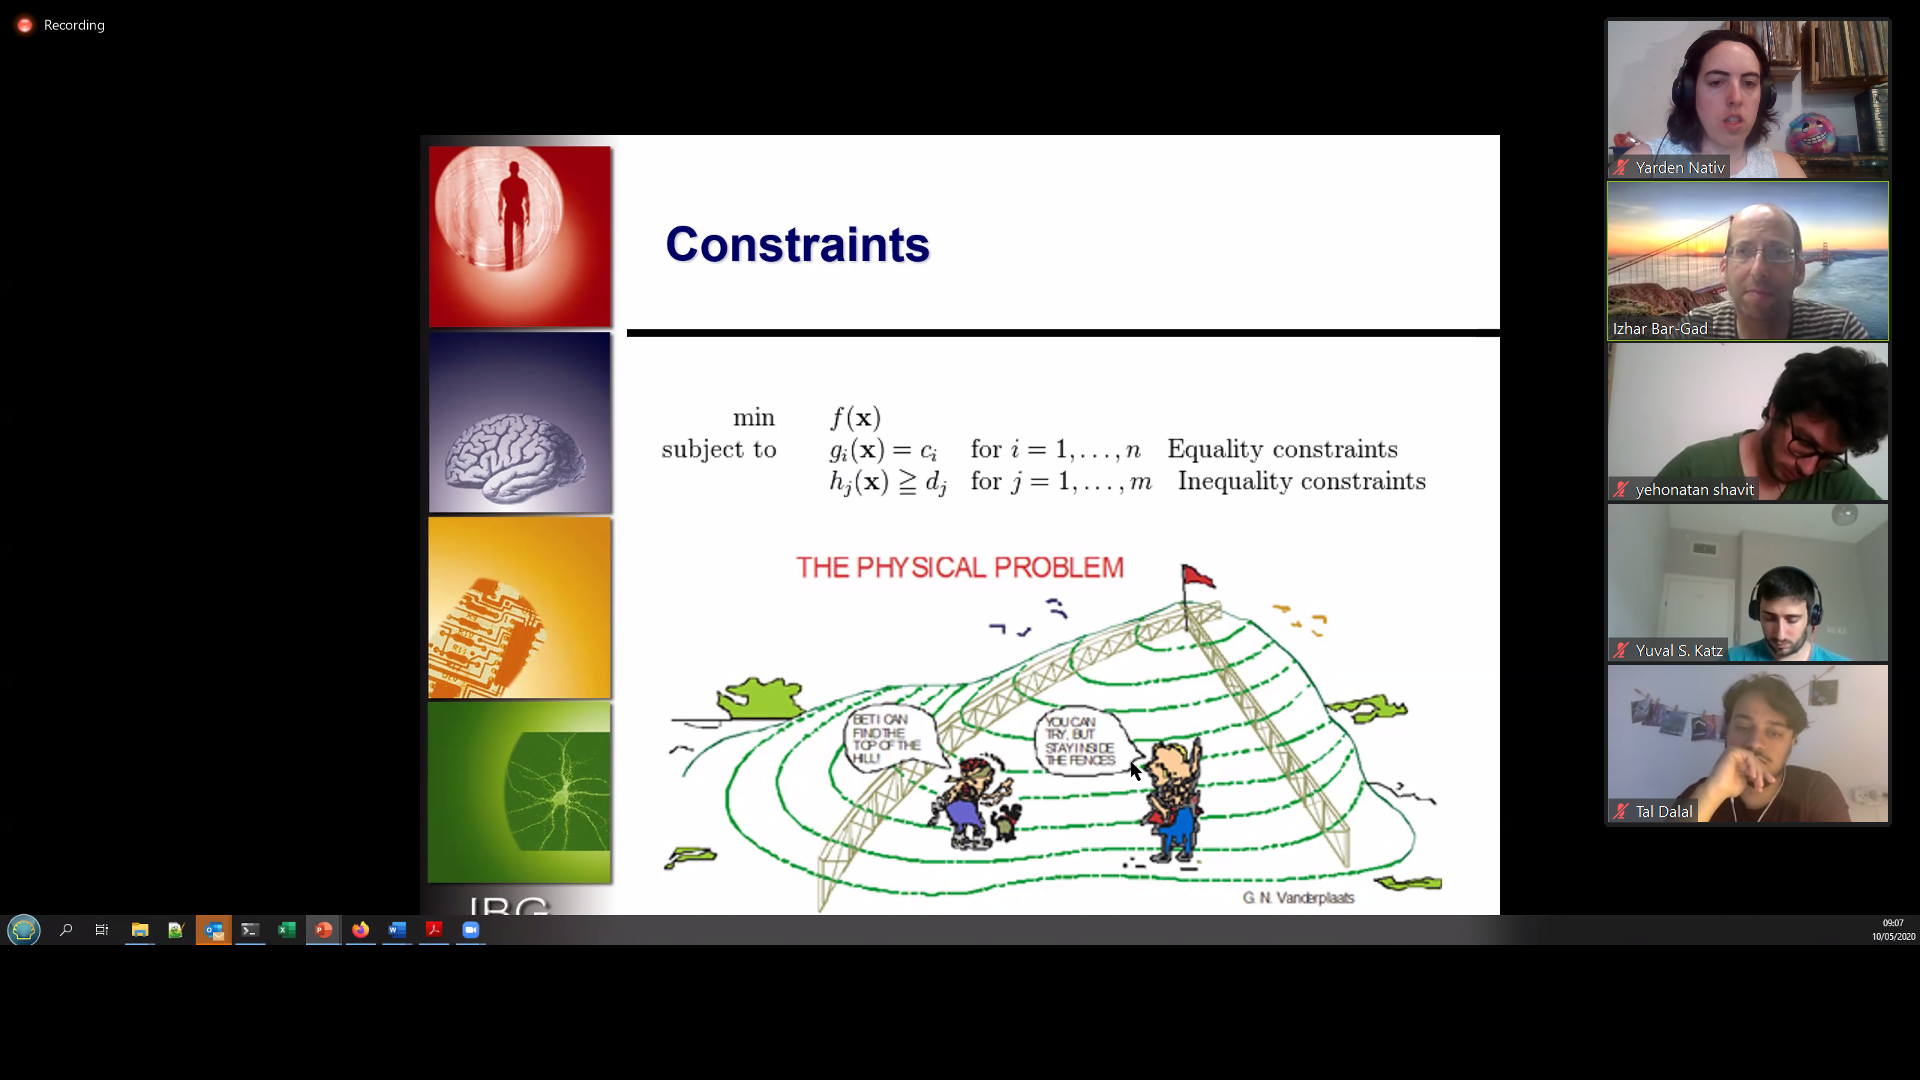 Recording
Constraints
min f(x)
subject to g_i(x) = c_i for i = 1, . . . , n Equality constraints
h_j(x) ≧ d_j for j = 1, . . . , m Inequality constraints
THE PHYSICAL PROBLEM
BET I CAN
FIND THE
TOP OF THE
HILL!
YOU CAN
TRY, BUT
STAY INSIDE
THE FENCES
G. N. Vanderplaats
IBG
Yarden Nativ
Izhar Bar-Gad
yehonatan shavit
Yuval S. Katz
Tal Dalal
09:07
10/05/2020